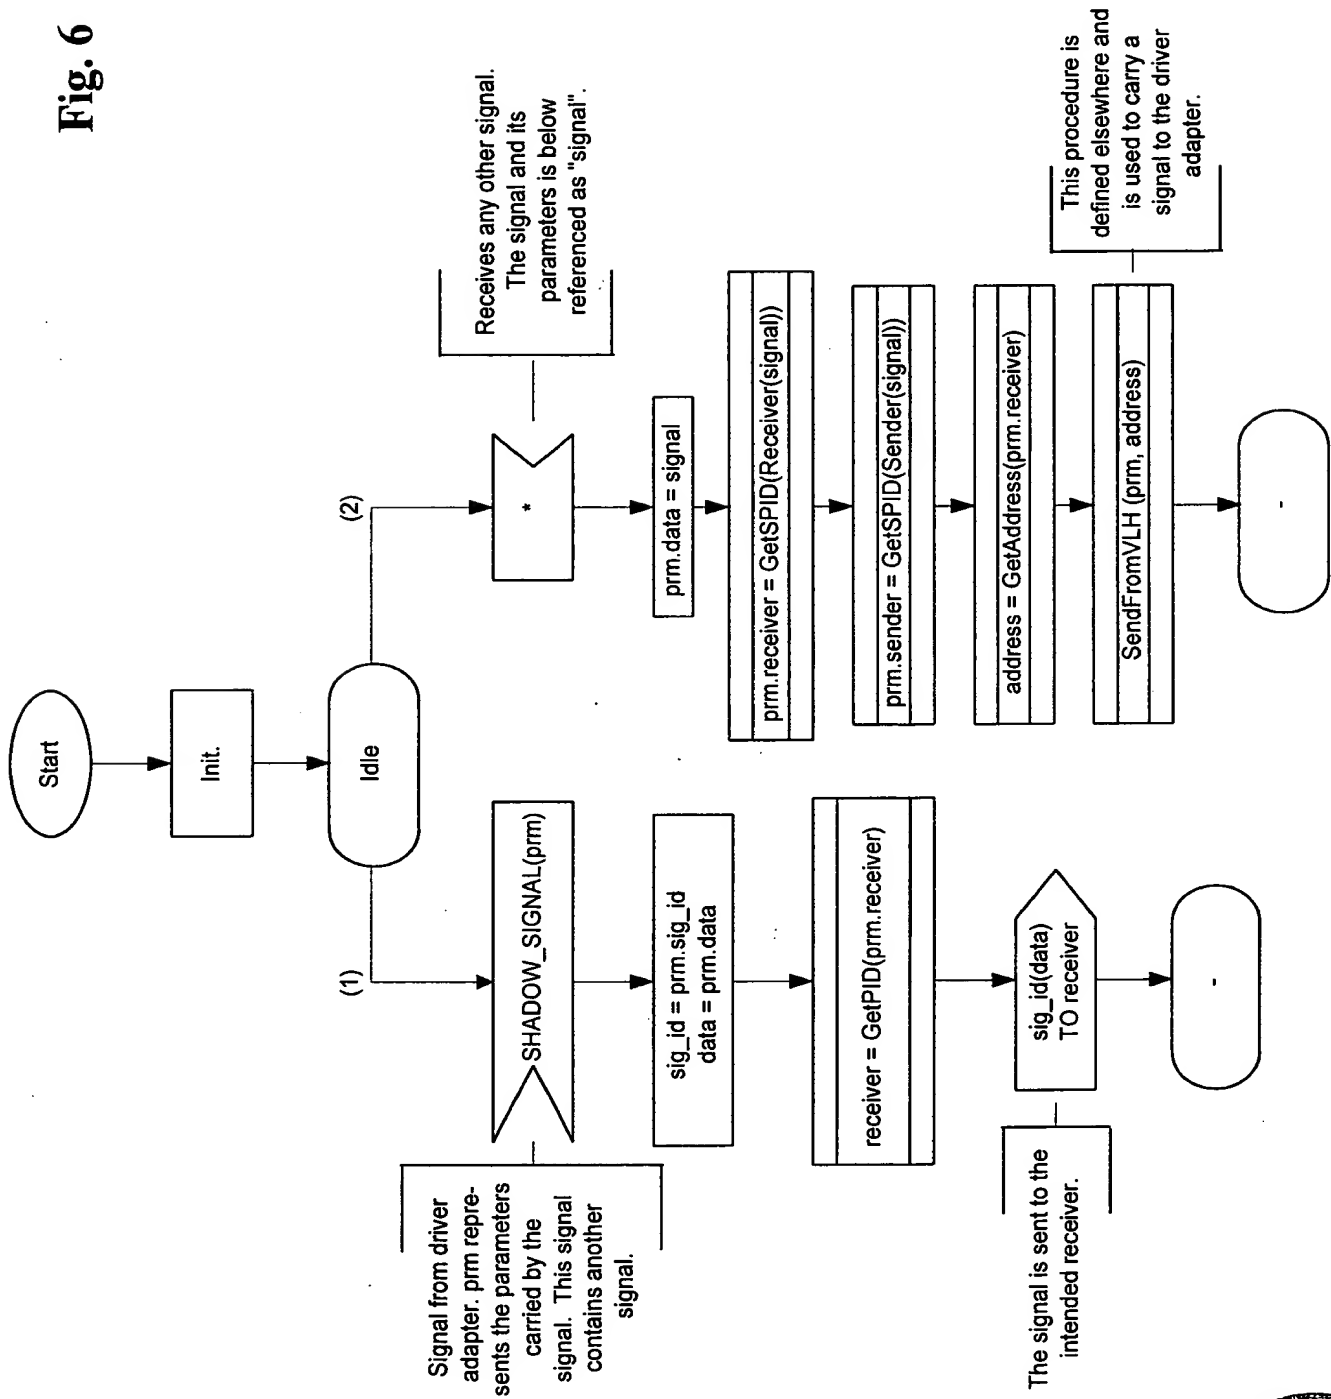 Fig. 6
Start
Init.
Idle
(1)
(2)
Signal from driver
adapter. prm repre-
sents the parameters
carried by the
signal. This signal
contains another
signal.
SHADOW_SIGNAL(prm)
sig_id = prm.sig_id
data = prm.data
receiver = GetPID(prm.receiver)
The signal is sent to the
intended receiver.
sig_id(data)
TO receiver
-
*
Receives any other signal.
The signal and its
parameters is below
referenced as "signal".
prm.data = signal
prm.receiver = GetSPID(Receiver(signal))
prm.sender = GetSPID(Sender(signal))
address = GetAddress(prm.receiver)
SendFromVLH (prm, address)
This procedure is
defined elsewhere and
is used to carry a
signal to the driver
adapter.
-